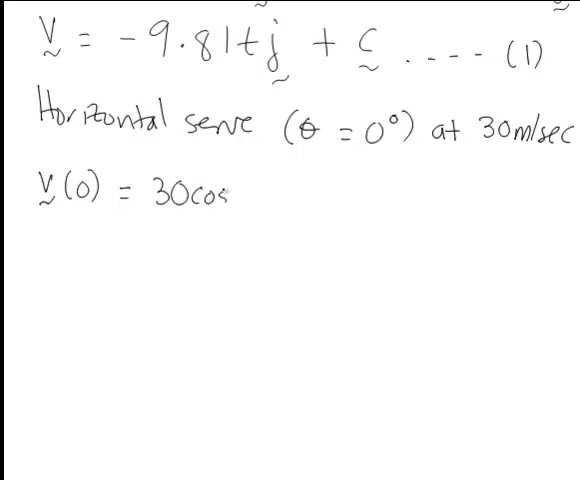 v = -9.81tj + c .---- (1)
Horizontal serve (θ = 0°) at 30m/sec
v(0) = 30cos